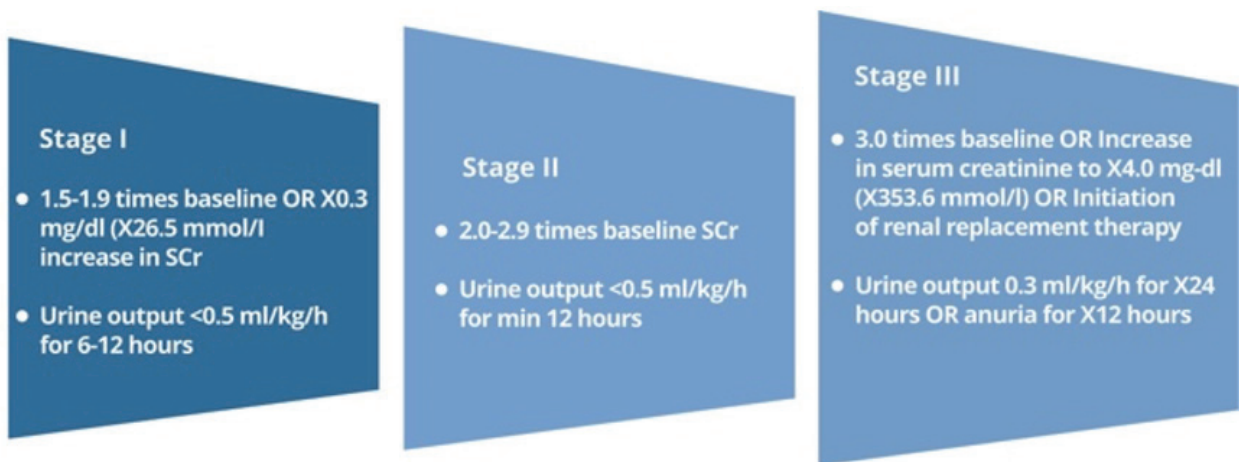 Stage I
• 1.5-1.9 times baseline OR X0.3
mg/dl (X26.5 mmol/l
increase in SCr
• Urine output <0.5 ml/kg/h
for 6-12 hours
Stage II
• 2.0-2.9 times baseline SCr
• Urine output <0.5 ml/kg/h
for min 12 hours
Stage III
• 3.0 times baseline OR Increase
in serum creatinine to X4.0 mg-dl
(X353.6 mmol/l) OR Initiation
of renal replacement therapy
• Urine output 0.3 ml/kg/h for X24
hours OR anuria for X12 hours